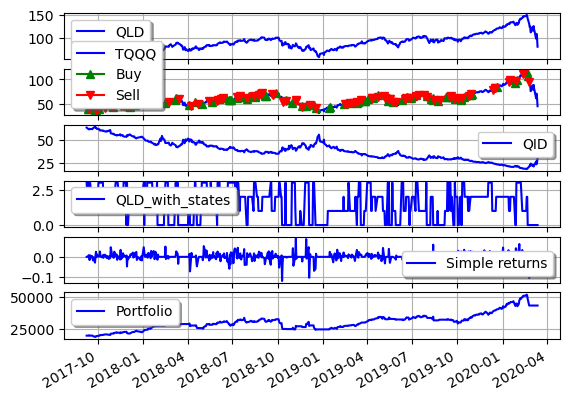 150
100
QLD
TQQQ
Buy
Sell
100
50
50
25
QID
2.5
0.0
QLD_with_states
0.0
−0.1
Simple returns
50000
25000
Portfolio
2017-10
2018-01
2018-04
2018-07
2018-10
2019-01
2019-04
2019-07
2019-10
2020-01
2020-04